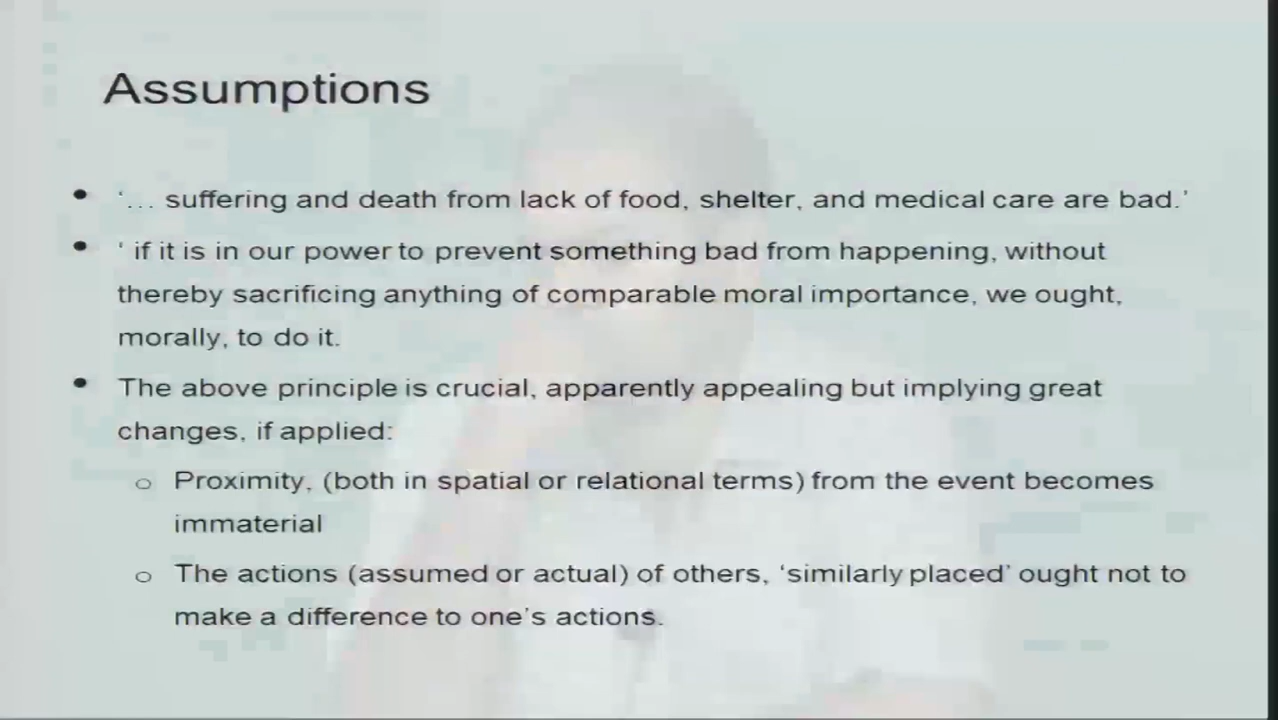 Assumptions
• ‘... suffering and death from lack of food, shelter, and medical care are bad.’
• ‘ if it is in our power to prevent something bad from happening, without
thereby sacrificing anything of comparable moral importance, we ought,
morally, to do it.
• The above principle is crucial, apparently appealing but implying great
changes, if applied:
o Proximity, (both in spatial or relational terms) from the event becomes
immaterial
o The actions (assumed or actual) of others, ‘similarly placed’ ought not to
make a difference to one’s actions.